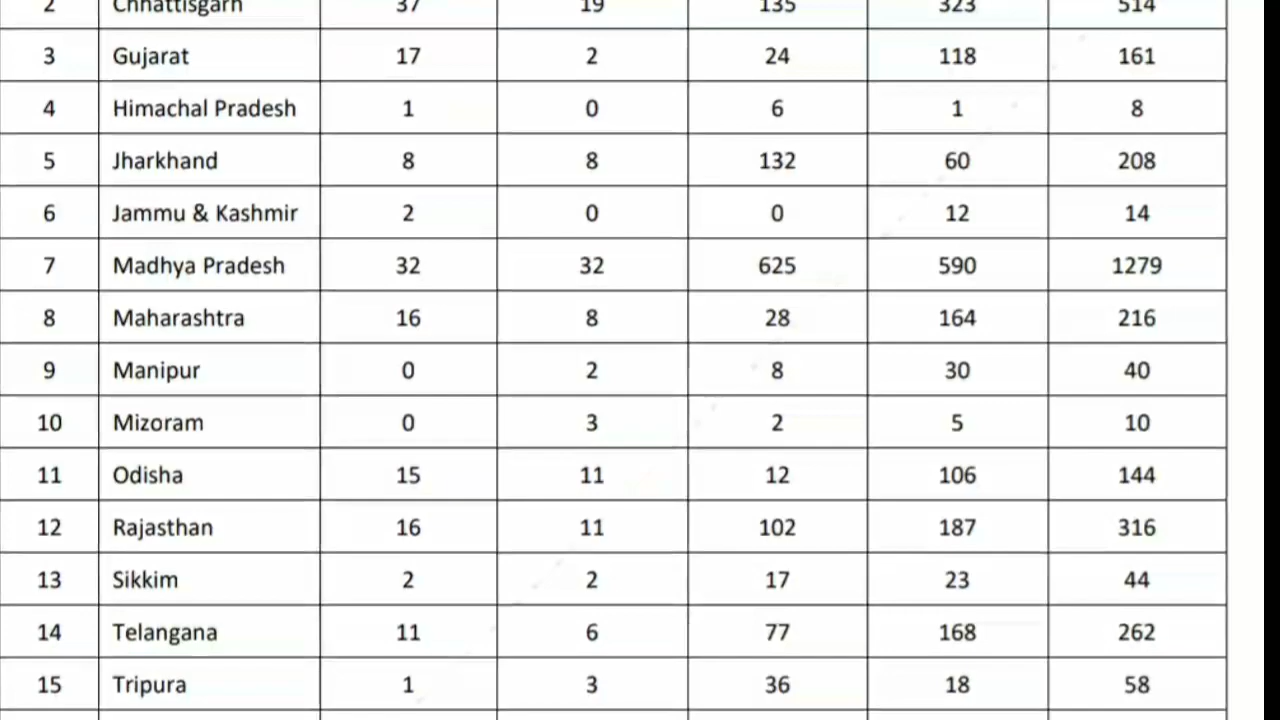 2 Chhattisgarh 37 19 135 323 514
3 Gujarat 17 2 24 118 161
4 Himachal Pradesh 1 0 6 1 8
5 Jharkhand 8 8 132 60 208
6 Jammu & Kashmir 2 0 0 12 14
7 Madhya Pradesh 32 32 625 590 1279
8 Maharashtra 16 8 28 164 216
9 Manipur 0 2 8 30 40
10 Mizoram 0 3 2 5 10
11 Odisha 15 11 12 106 144
12 Rajasthan 16 11 102 187 316
13 Sikkim 2 2 17 23 44
14 Telangana 11 6 77 168 262
15 Tripura 1 3 36 18 58